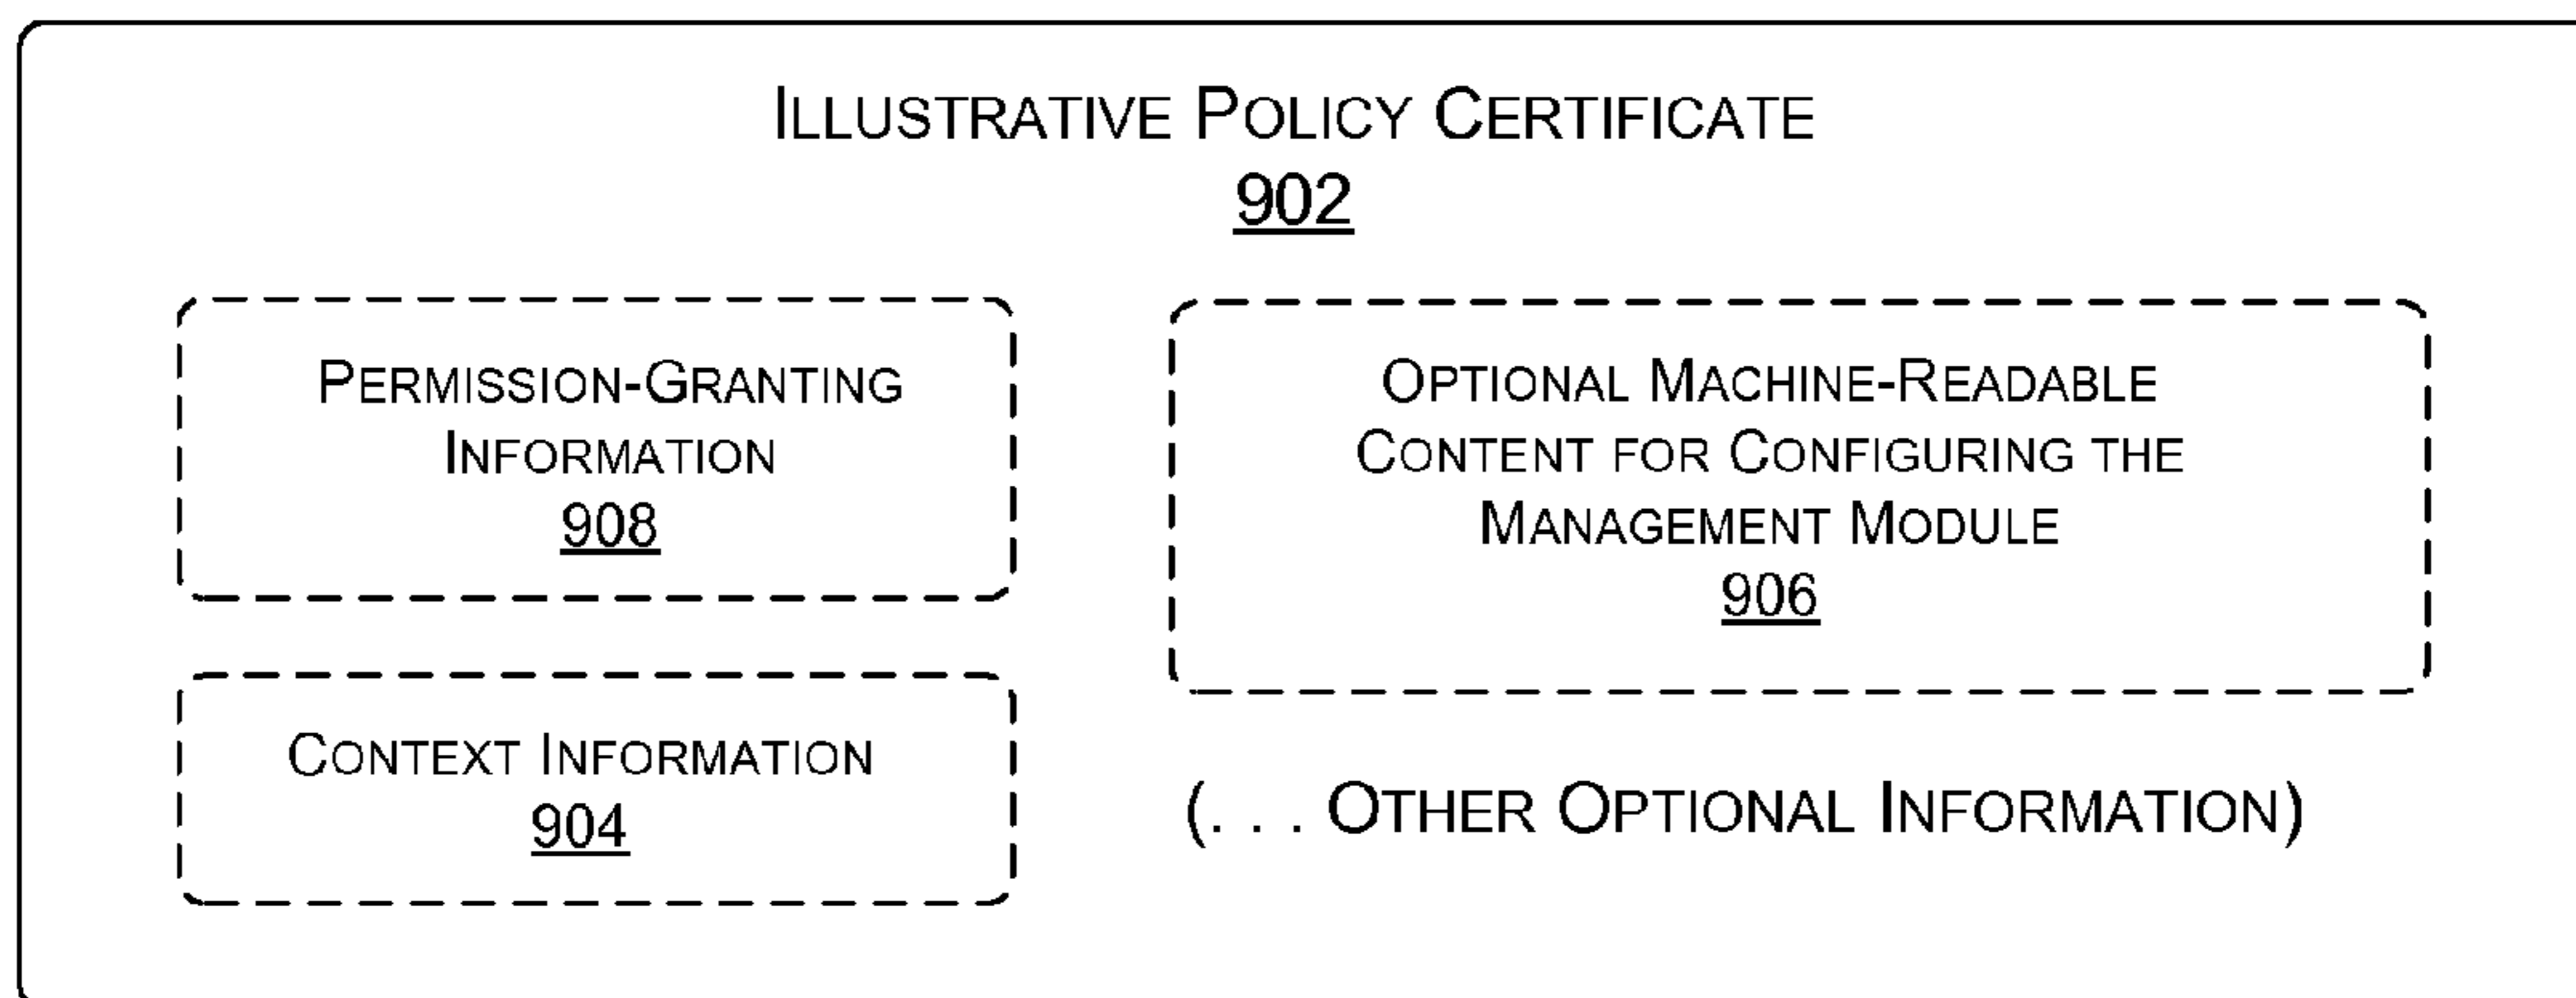 ILLUSTRATIVE POLICY CERTIFICATE
902
PERMISSION-GRANTING
INFORMATION
908
OPTIONAL MACHINE-READABLE
CONTENT FOR CONFIGURING THE
MANAGEMENT MODULE
906
CONTEXT INFORMATION
904
(. . . OTHER OPTIONAL INFORMATION)